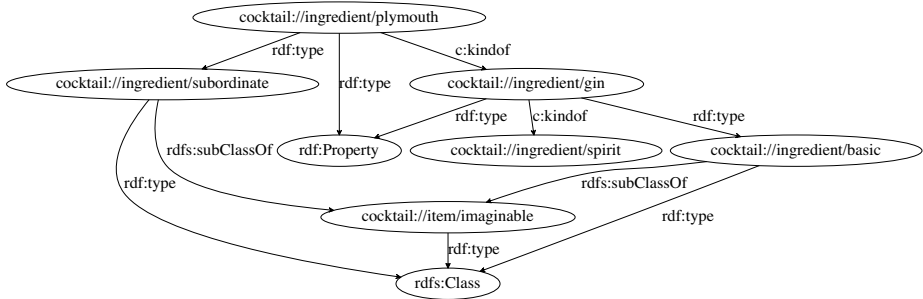 cocktail://ingredient/plymouth
rdf:type
rdf:type
c:kindof
cocktail://ingredient/subordinate
cocktail://ingredient/gin
rdf:type
c:kindof
rdf:type
rdfs:subClassOf
rdf:Property
cocktail://ingredient/spirit
cocktail://ingredient/basic
rdf:type
rdfs:subClassOf
rdf:type
cocktail://item/imaginable
rdf:type
rdfs:Class